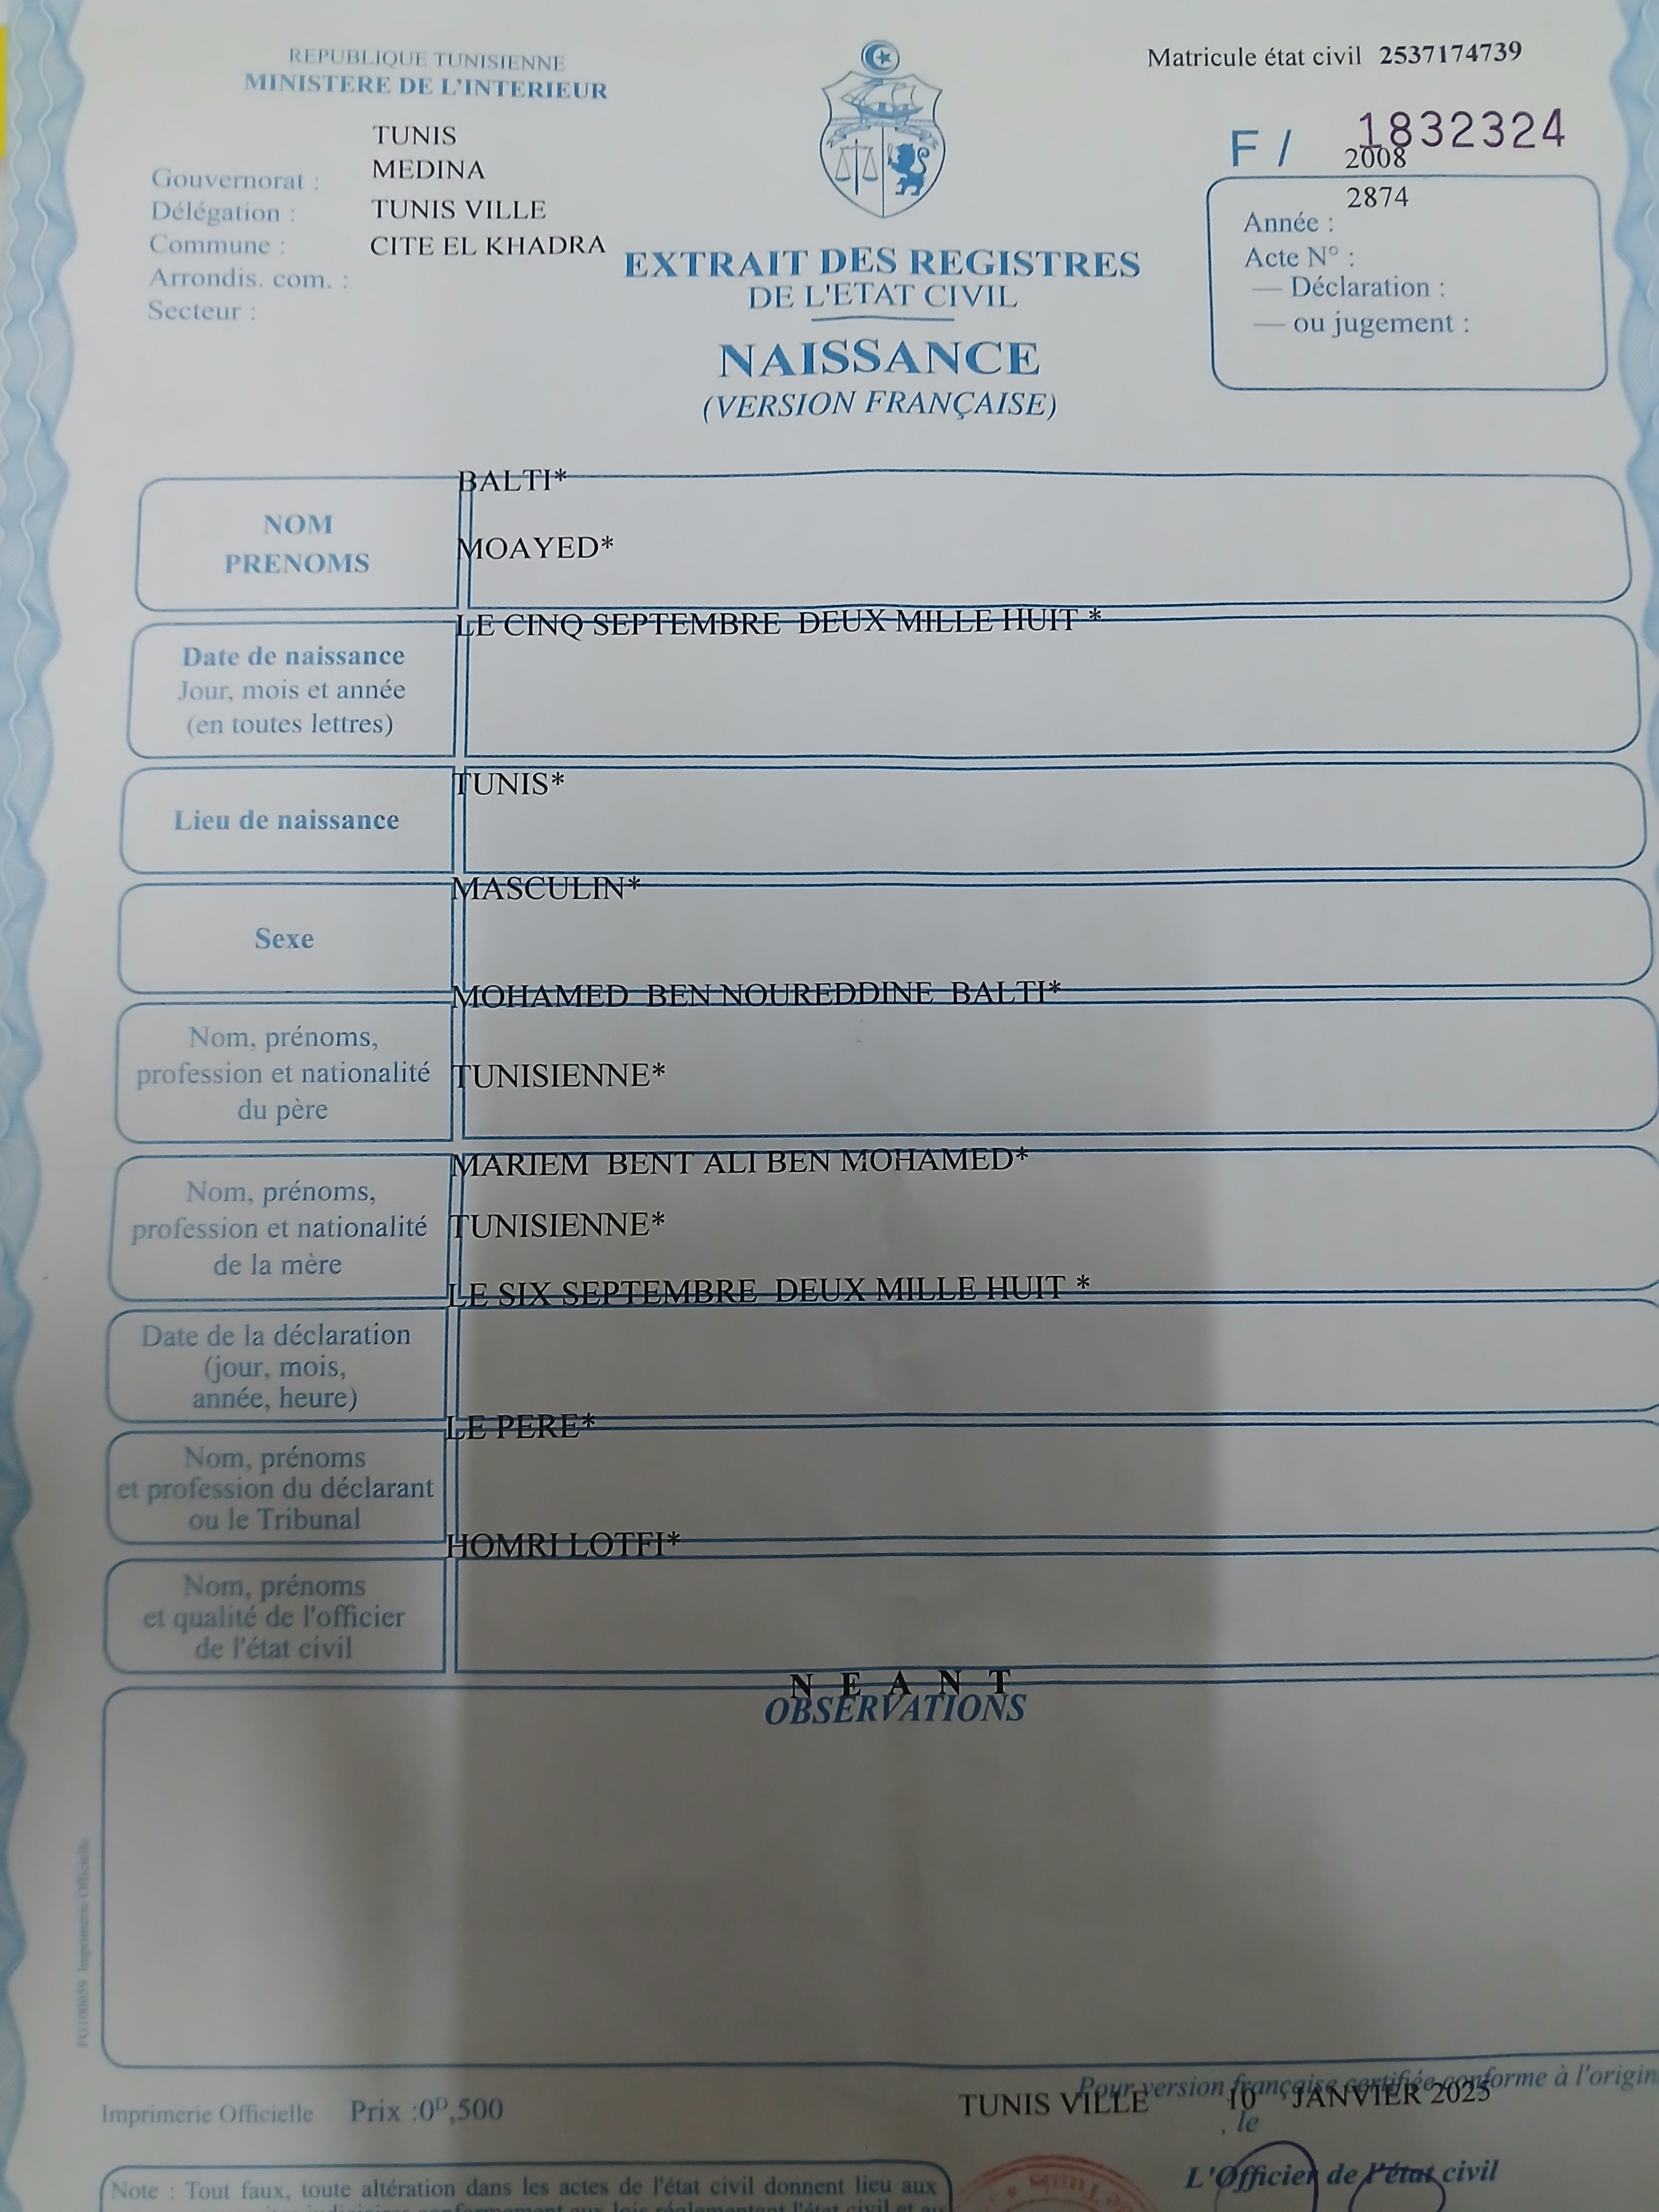 REPUBLIQUE TUNISIENNE
MINISTERE DE L'INTERIEUR
Matricule état civil 2537174739
F / 1832324
TUNIS
MEDINA
TUNIS VILLE
CITE EL KHADRA
Gouvernorat :
Délégation :
Commune :
Arrondis. com. :
Secteur :
2008
2874
Année :
Acte N° :
— Déclaration :
— ou jugement :
EXTRAIT DES REGISTRES
DE L'ETAT CIVIL
NAISSANCE
(VERSION FRANÇAISE)
NOM
PRENOMS
BALTI*
MOAYED*
Date de naissance
Jour, mois et année
(en toutes lettres)
LE CINQ SEPTEMBRE DEUX MILLE HUIT *
Lieu de naissance
TUNIS*
Sexe
MASCULIN*
Nom, prénoms,
profession et nationalité
du père
MOHAMED BEN NOUREDDINE BALTI*
TUNISIENNE*
Nom, prénoms,
profession et nationalité
de la mère
MARIEM BENT ALI BEN MOHAMED*
TUNISIENNE*
Date de la déclaration
(jour, mois,
année, heure)
LE SIX SEPTEMBRE DEUX MILLE HUIT *
Nom, prénoms
et profession du déclarant
ou le Tribunal
LE PERE*
Nom, prénoms
et qualité de l'officier
de l'état civil
HOMRI LOTFI*
N E A N T
OBSERVATIONS
FG100059 Imprimerie Officielle
Imprimerie Officielle Prix :0ᴰ,500
Pour version française certifiée conforme à l'origin
TUNIS VILLE 10 JANVIER 2025
, le
L'Officier de l'état civil
Note : Tout faux, toute altération dans les actes de l'état civil donnent lieu aux